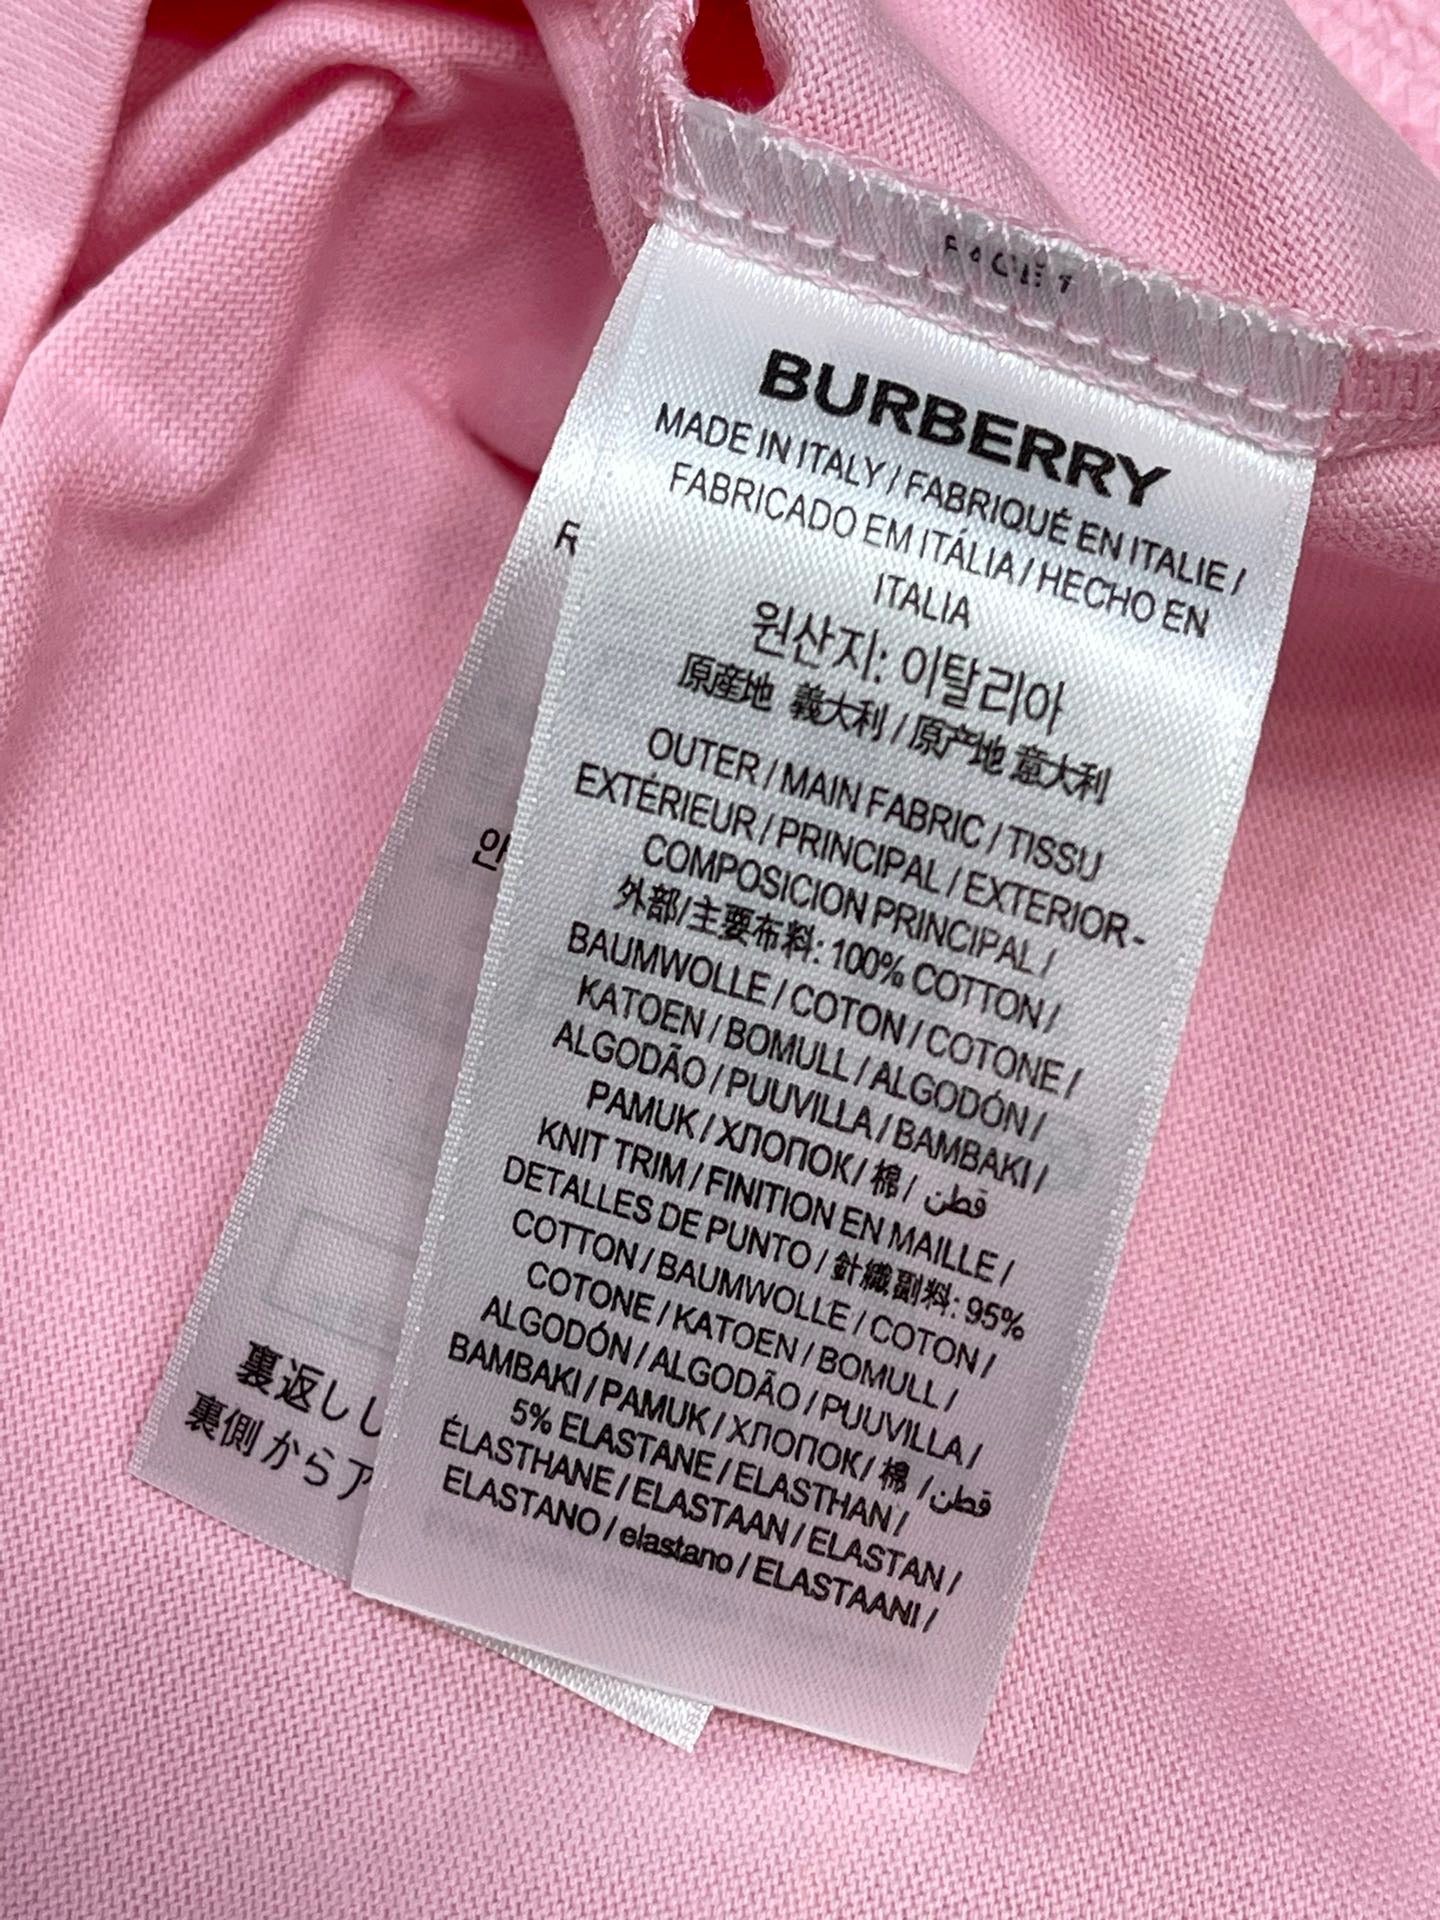 PAGE 1
BURBERRY
MADE IN ITALY / FABRIQUÉ EN ITALIE /
FABRICADO EM ITÁLIA / HECHO EN
ITALIA
원산지: 이탈리아
原産地 義大利 / 原产地 意大利
OUTER / MAIN FABRIC / TISSU
EXTÉRIEUR / PRINCIPAL / EXTERIOR-
COMPOSICION PRINCIPAL /
外部/主要布料: 100% COTTON /
BAUMWOLLE / COTON / COTONE /
KATOEN / BOMULL / ALGODÓN /
ALGODÃO / PUUVILLA / BAMBAKI /
PAMUK / ХЛОПОК / 棉 / قطن
KNIT TRIM / FINITION EN MAILLE /
DETALLES DE PUNTO / 針織副料: 95%
COTTON / BAUMWOLLE / COTON /
COTONE / KATOEN / BOMULL /
ALGODÓN / ALGODÃO / PUUVILLA /
BAMBAKI / PAMUK / ХЛОПОК / 棉 / قطن
5% ELASTANE / ELASTHAN /
ÉLASTHANE / ELASTAAN / ELASTAN /
ELASTANO / elastano / ELASTAANI /
R
안
裏返しし
裏側からア